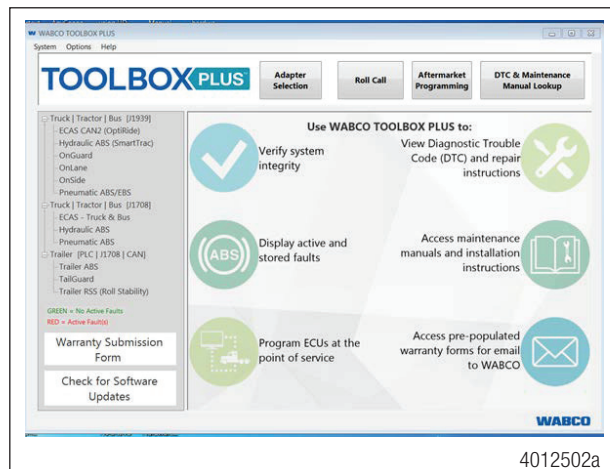 WABCO TOOLBOX PLUS
System Options Help
TOOLBOX PLUS
Adapter
Selection
Roll Call
Aftermarket
Programming
DTC & Maintenance
Manual Lookup
Truck | Tractor | Bus [J1939]
ECAS CAN2 (OptiRide)
Hydraulic ABS (SmartTrac)
OnGuard
OnLane
OnSide
Pneumatic ABS/EBS
Truck | Tractor | Bus [J1708]
ECAS - Truck & Bus
Hydraulic ABS
Pneumatic ABS
Trailer [PLC | J1708 | CAN]
Trailer ABS
TailGuard
Trailer RSS (Roll Stability)
GREEN = No Active Faults
RED = Active Fault(s)
Warranty Submission
Form
Check for Software
Updates
Use WABCO TOOLBOX PLUS to:
Verify system
integrity
View Diagnostic Trouble
Code (DTC) and repair
instructions
ABS
Display active and
stored faults
Access maintenance
manuals and installation
instructions
Program ECUs at the
point of service
Access pre-populated
warranty forms for email
to WABCO
WABCO
4012502a